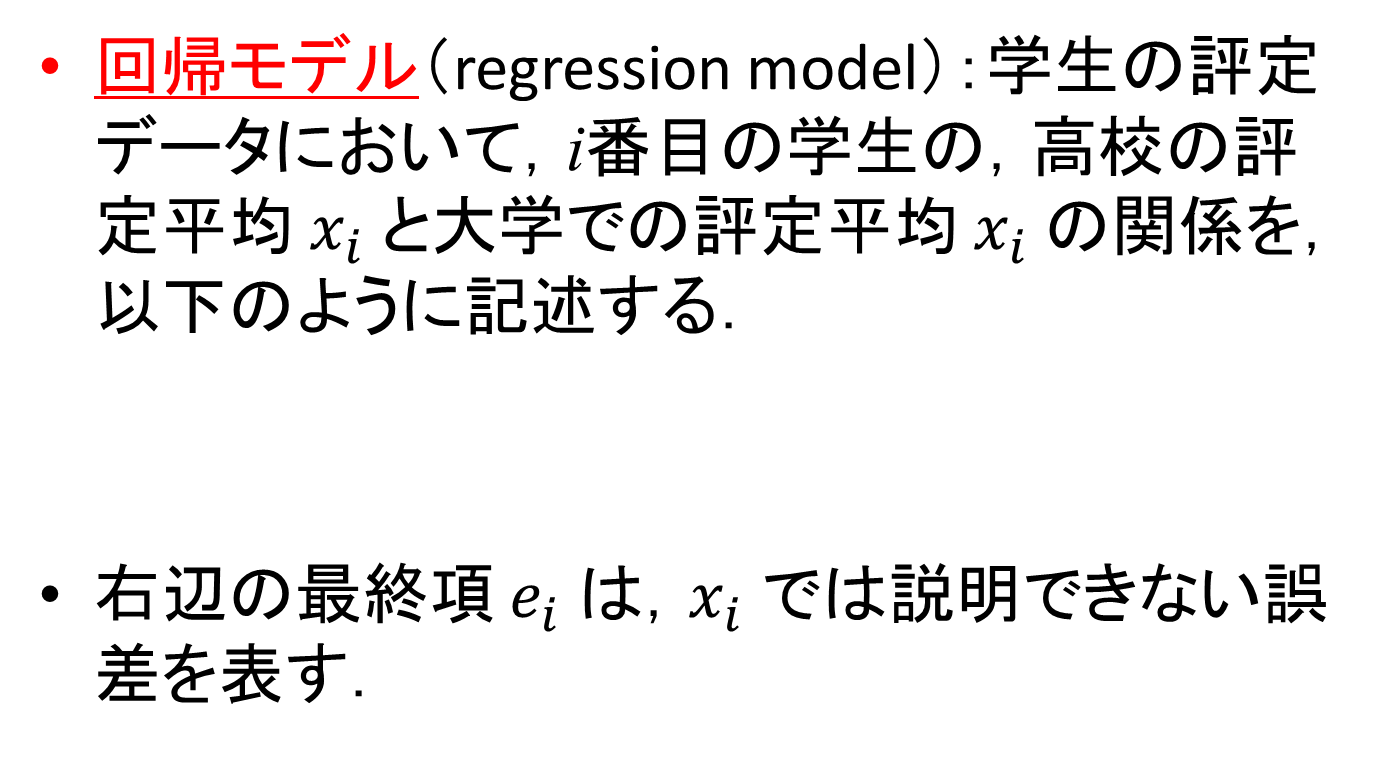 • 回帰モデル（regression model）：学生の評定
データにおいて，i番目の学生の，高校の評
定平均 xᵢ と大学での評定平均 xᵢ の関係を，
以下のように記述する．
• 右辺の最終項 eᵢ は，xᵢ では説明できない誤
差を表す．